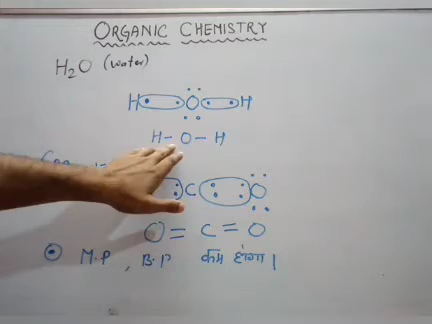 ORGANIC CHEMISTRY
H₂O (water)
H O H
H - O - H
C O
O = C = O
M.P , B.P कम होगा।